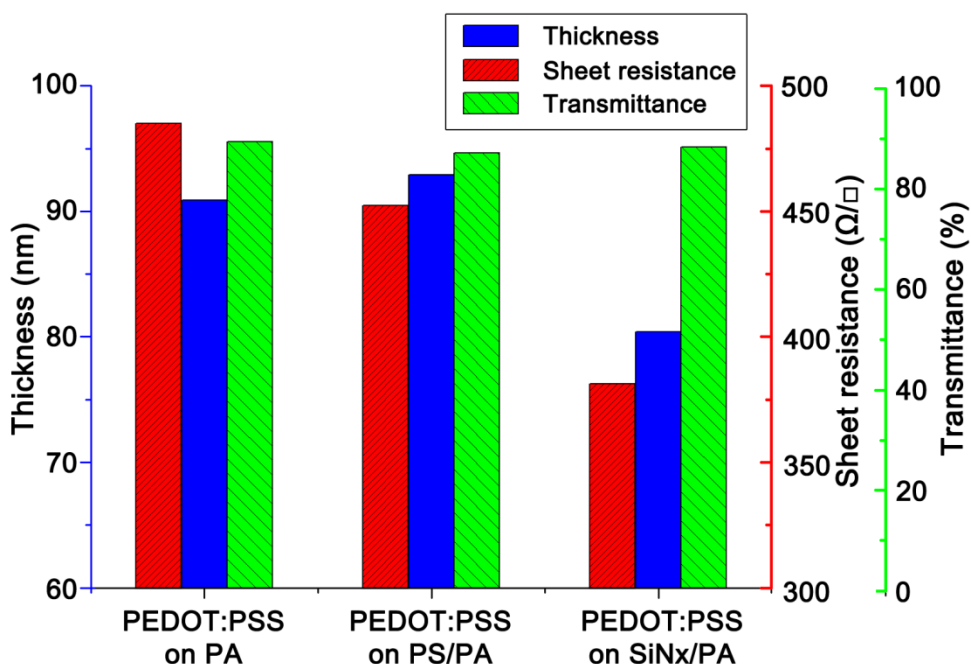 Thickness
Sheet resistance
Transmittance
Thickness (nm)
100
90
80
70
60
500
450
400
350
300
Sheet resistance (Ω/□)
100
80
60
40
20
0
Transmittance (%)
PEDOT:PSS
on PA
PEDOT:PSS
on PS/PA
PEDOT:PSS
on SiNx/PA